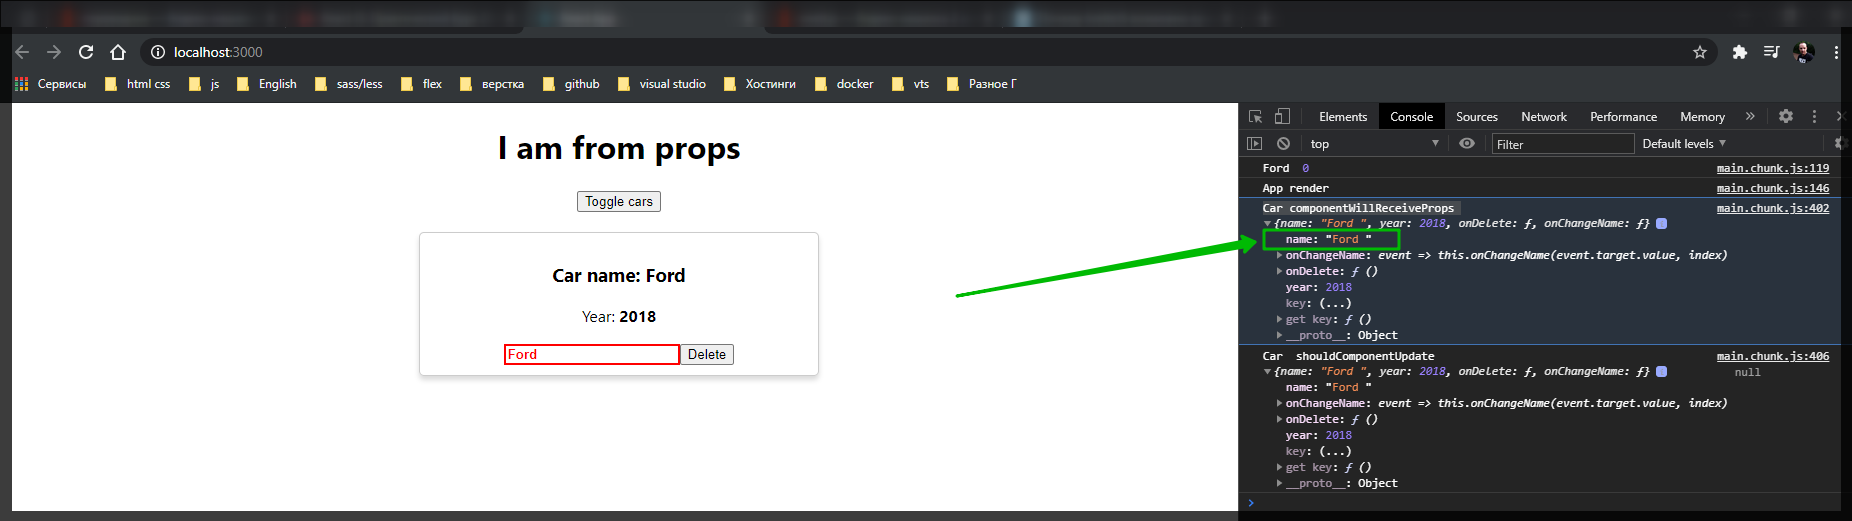 localhost:3000
Сервисы html css js English sass/less flex верстка github visual studio Хостинги docker vts Разное Г
I am from props
Toggle cars
Car name: Ford
Year: 2018
Ford Delete
Elements Console Sources Network Performance Memory »
top Filter Default levels
Ford 0 main.chunk.js:119
App render main.chunk.js:146
Car componentWillReceiveProps main.chunk.js:402
{name: "Ford ", year: 2018, onDelete: ƒ, onChangeName: ƒ} i
name: "Ford "
onChangeName: event => this.onChangeName(event.target.value, index)
onDelete: ƒ ()
year: 2018
key: (...)
get key: ƒ ()
__proto__: Object
Car shouldComponentUpdate main.chunk.js:406
{name: "Ford ", year: 2018, onDelete: ƒ, onChangeName: ƒ} i null
name: "Ford "
onChangeName: event => this.onChangeName(event.target.value, index)
onDelete: ƒ ()
year: 2018
key: (...)
get key: ƒ ()
__proto__: Object